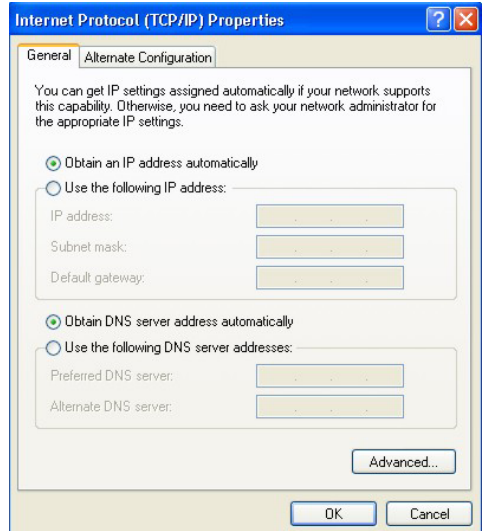 Internet Protocol (TCP/IP) Properties
General Alternate Configuration
You can get IP settings assigned automatically if your network supports
this capability. Otherwise, you need to ask your network administrator for
the appropriate IP settings.
Obtain an IP address automatically
Use the following IP address:
IP address:
Subnet mask:
Default gateway:
Obtain DNS server address automatically
Use the following DNS server addresses:
Preferred DNS server:
Alternate DNS server:
Advanced...
OK Cancel